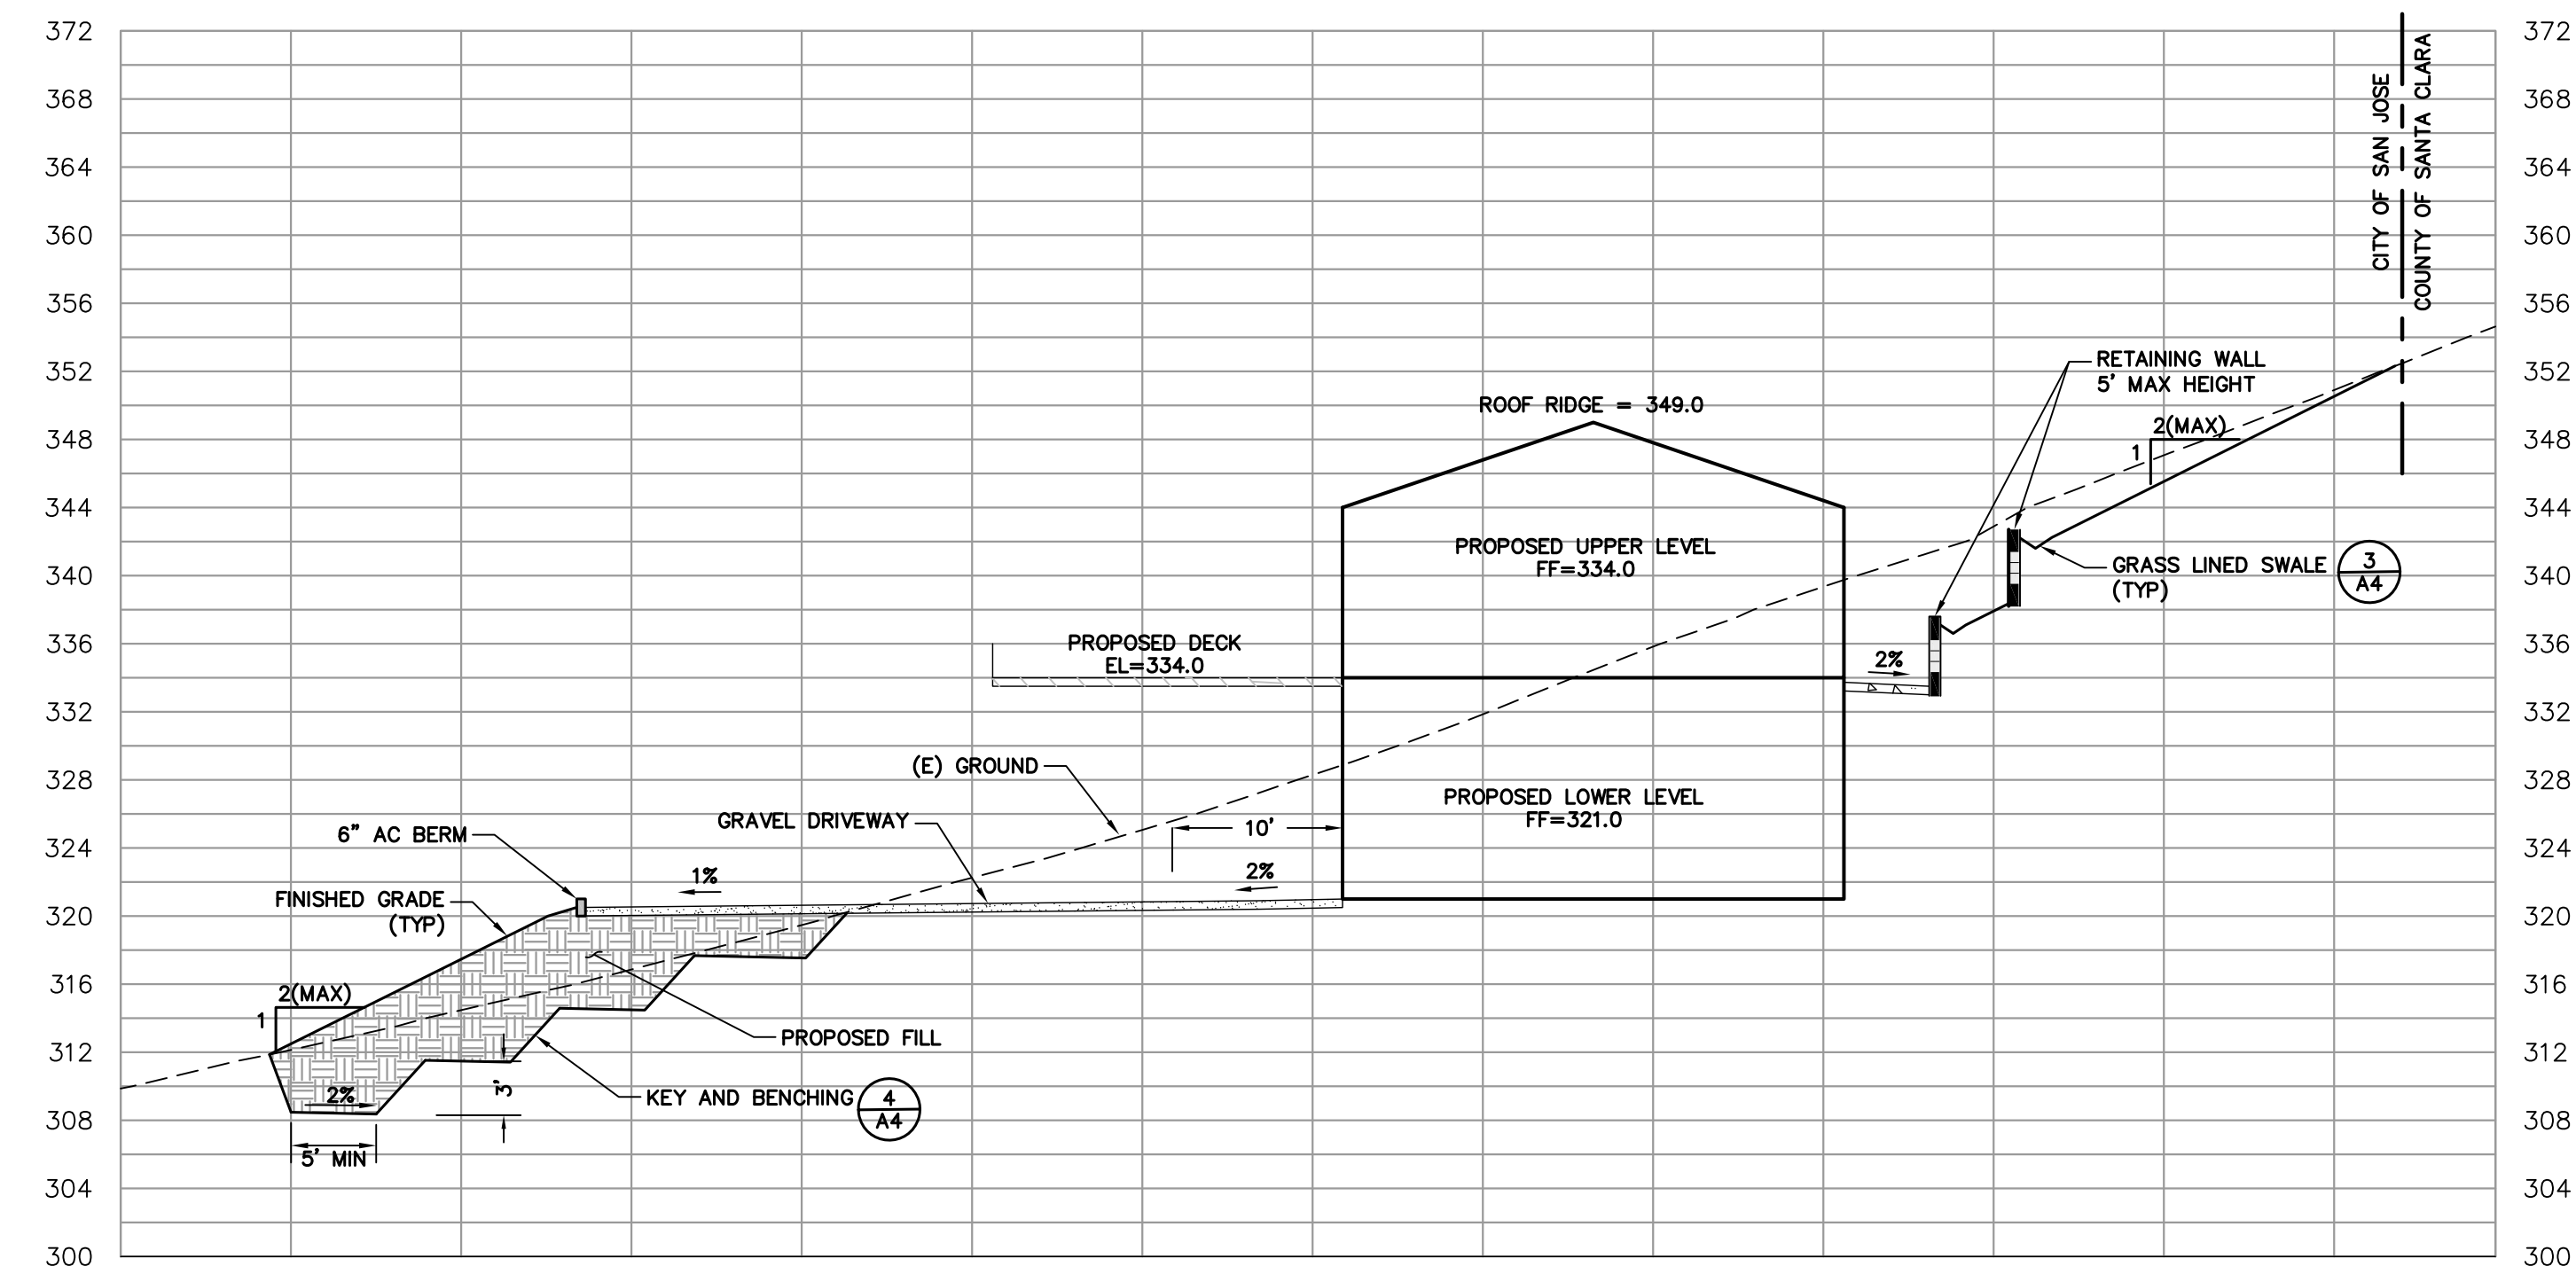 372
368
364
360
356
352
348
344
340
336
332
328
324
320
316
312
308
304
300
372
368
364
360
356
352
348
344
340
336
332
328
324
320
316
312
308
304
300
CITY OF SAN JOSE
COUNTY OF SANTA CLARA
RETAINING WALL
5' MAX HEIGHT
ROOF RIDGE = 349.0
2(MAX)
1
PROPOSED UPPER LEVEL
FF=334.0
GRASS LINED SWALE
(TYP)
3
A4
PROPOSED DECK
EL=334.0
2%
(E) GROUND
PROPOSED LOWER LEVEL
FF=321.0
GRAVEL DRIVEWAY
10'
6" AC BERM
1%
2%
FINISHED GRADE
(TYP)
2(MAX)
1
PROPOSED FILL
3'
2%
KEY AND BENCHING
4
A4
5' MIN